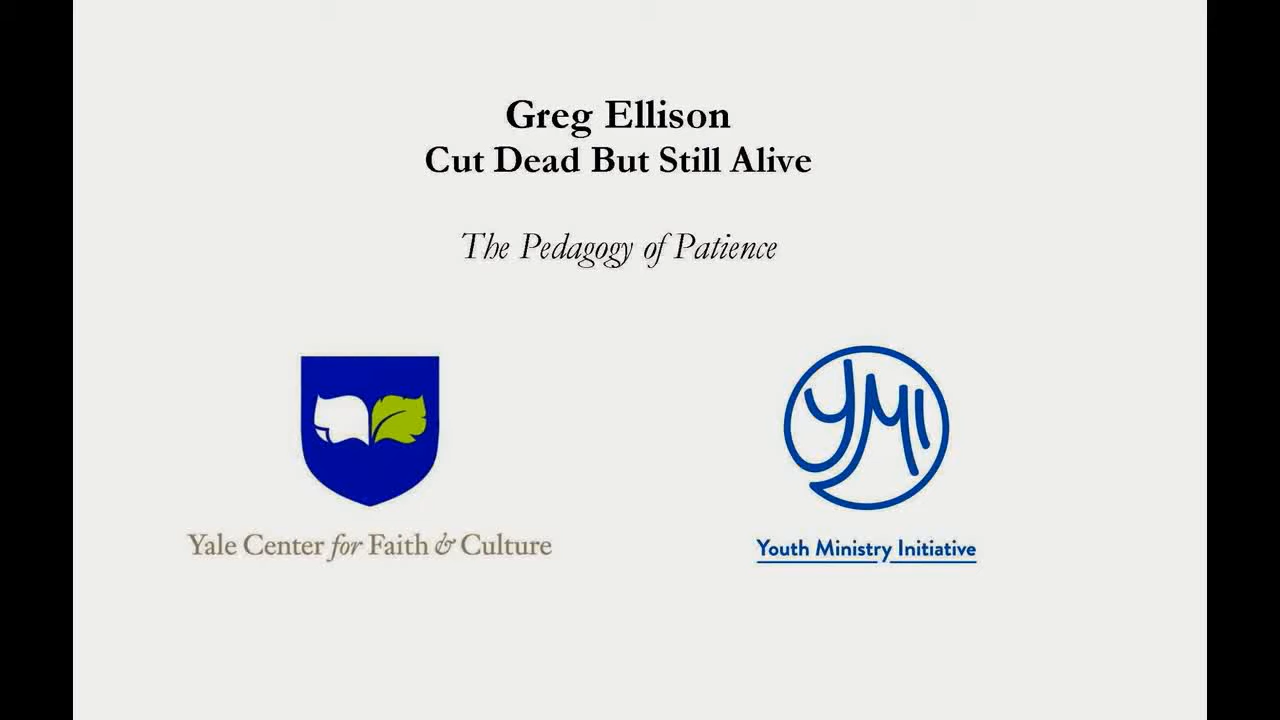 Greg Ellison
Cut Dead But Still Alive
The Pedagogy of Patience
YMI
Yale Center for Faith & Culture
Youth Ministry Initiative